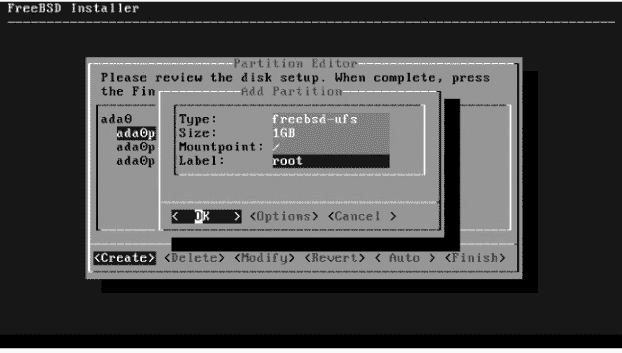 FreeBSD Installer
Partition Editor
Please review the disk setup. When complete, press
the Fin
Add Partition
ada0
ada0p
ada0p
ada0p
Type: freebsd-ufs
Size: 1GB
Mountpoint: /
Label: root
< OK > <Options> <Cancel >
<Create> <Delete> <Modify> <Revert> < Auto > <Finish>